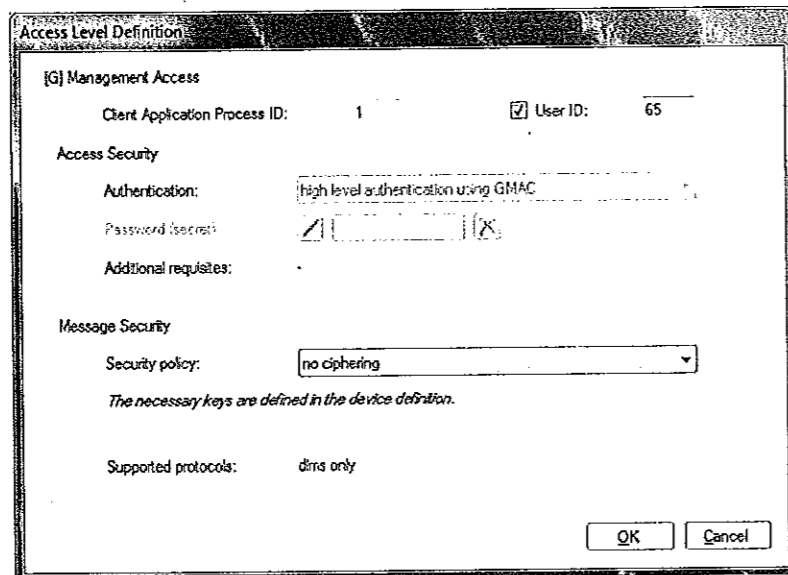 Access Level Definition
[G] Management Access
Client Application Process ID: 1 User ID: 65
Access Security
Authentication: high level authentication using GMAC
Password (secret)
Additional requisites: -
Message Security
Security policy: no ciphering
The necessary keys are defined in the device definition.
Supported protocols: dlms only
OK Cancel